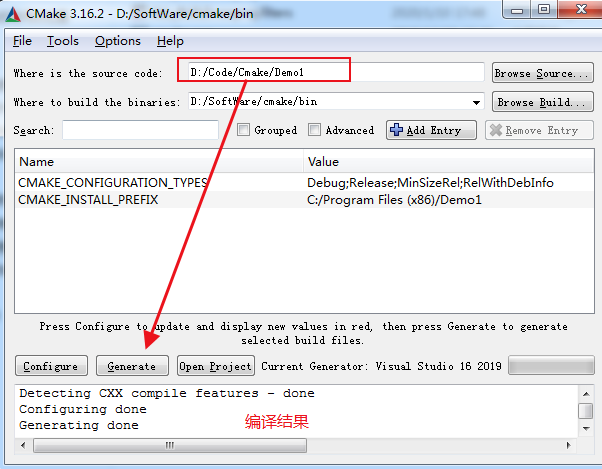 CMake 3.16.2 - D:/SoftWare/cmake/bin
File Tools Options Help
Where is the source code: D:/Code/Cmake/Demo1 Browse Source...
Where to build the binaries: D:/SoftWare/cmake/bin Browse Build...
Search: Grouped Advanced Add Entry Remove Entry
Name Value
CMAKE_CONFIGURATION_TYPES Debug;Release;MinSizeRel;RelWithDebInfo
CMAKE_INSTALL_PREFIX C:/Program Files (x86)/Demo1
Press Configure to update and display new values in red, then press Generate to generate
selected build files.
Configure Generate Open Project Current Generator: Visual Studio 16 2019
Detecting CXX compile features - done
Configuring done
Generating done
编译结果